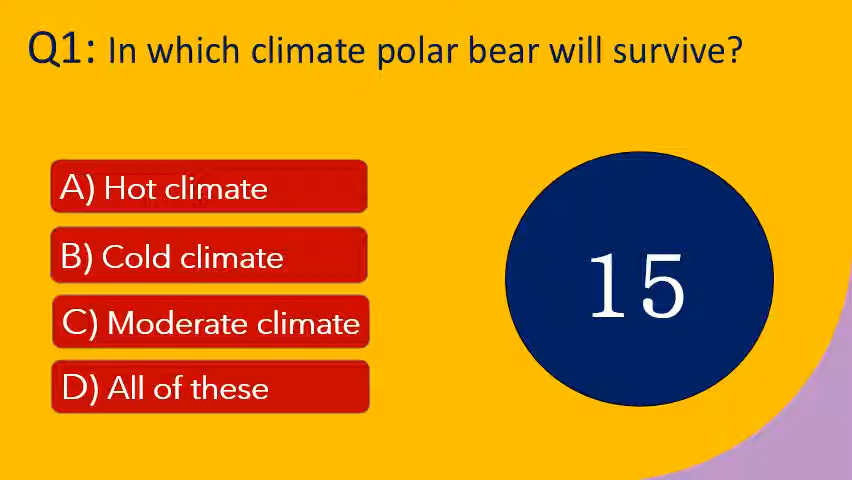 Q1: In which climate polar bear will survive?
A) Hot climate
B) Cold climate
C) Moderate climate
D) All of these
15